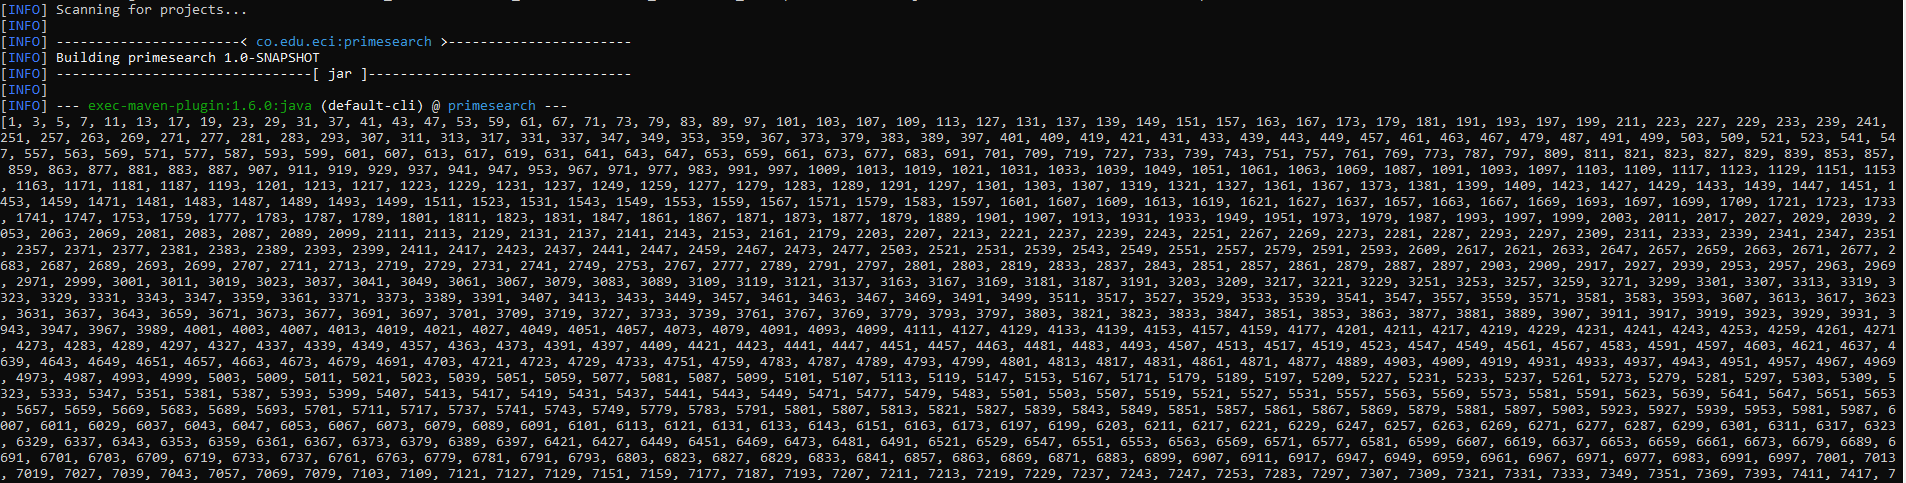 [INFO] Scanning for projects...
[INFO]
[INFO] -----------------------< co.edu.eci:primesearch >-----------------------
[INFO] Building primesearch 1.0-SNAPSHOT
[INFO] --------------------------------[ jar ]---------------------------------
[INFO]
[INFO] --- exec-maven-plugin:1.6.0:java (default-cli) @ primesearch ---
[1, 3, 5, 7, 11, 13, 17, 19, 23, 29, 31, 37, 41, 43, 47, 53, 59, 61, 67, 71, 73, 79, 83, 89, 97, 101, 103, 107, 109, 113, 127, 131, 137, 139, 149, 151, 157, 163, 167, 173, 179, 181, 191, 193, 197, 199, 211, 223, 227, 229, 233, 239, 241,
251, 257, 263, 269, 271, 277, 281, 283, 293, 307, 311, 313, 317, 331, 337, 347, 349, 353, 359, 367, 373, 379, 383, 389, 397, 401, 409, 419, 421, 431, 433, 439, 443, 449, 457, 461, 463, 467, 479, 487, 491, 499, 503, 509, 521, 523, 541, 54
7, 557, 563, 569, 571, 577, 587, 593, 599, 601, 607, 613, 617, 619, 631, 641, 643, 647, 653, 659, 661, 673, 677, 683, 691, 701, 709, 719, 727, 733, 739, 743, 751, 757, 761, 769, 773, 787, 797, 809, 811, 821, 823, 827, 829, 839, 853, 857,
859, 863, 877, 881, 883, 887, 907, 911, 919, 929, 937, 941, 947, 953, 967, 971, 977, 983, 991, 997, 1009, 1013, 1019, 1021, 1031, 1033, 1039, 1049, 1051, 1061, 1063, 1069, 1087, 1091, 1093, 1097, 1103, 1109, 1117, 1123, 1129, 1151, 1153
, 1163, 1171, 1181, 1187, 1193, 1201, 1213, 1217, 1223, 1229, 1231, 1237, 1249, 1259, 1277, 1279, 1283, 1289, 1291, 1297, 1301, 1303, 1307, 1319, 1321, 1327, 1361, 1367, 1373, 1381, 1399, 1409, 1423, 1427, 1429, 1433, 1439, 1447, 1451, 1
453, 1459, 1471, 1481, 1483, 1487, 1489, 1493, 1499, 1511, 1523, 1531, 1543, 1549, 1553, 1559, 1567, 1571, 1579, 1583, 1597, 1601, 1607, 1609, 1613, 1619, 1621, 1627, 1637, 1657, 1663, 1667, 1669, 1693, 1697, 1699, 1709, 1721, 1723, 1733
, 1741, 1747, 1753, 1759, 1777, 1783, 1787, 1789, 1801, 1811, 1823, 1831, 1847, 1861, 1867, 1871, 1873, 1877, 1879, 1889, 1901, 1907, 1913, 1931, 1933, 1949, 1951, 1973, 1979, 1987, 1993, 1997, 1999, 2003, 2011, 2017, 2027, 2029, 2039, 2
053, 2063, 2069, 2081, 2083, 2087, 2089, 2099, 2111, 2113, 2129, 2131, 2137, 2141, 2143, 2153, 2161, 2179, 2203, 2207, 2213, 2221, 2237, 2239, 2243, 2251, 2267, 2269, 2273, 2281, 2287, 2293, 2297, 2309, 2311, 2333, 2339, 2341, 2347, 2351
, 2357, 2371, 2377, 2381, 2383, 2389, 2393, 2399, 2411, 2417, 2423, 2437, 2441, 2447, 2459, 2467, 2473, 2477, 2503, 2521, 2531, 2539, 2543, 2549, 2551, 2557, 2579, 2591, 2593, 2609, 2617, 2621, 2633, 2647, 2657, 2659, 2663, 2671, 2677, 2
683, 2687, 2689, 2693, 2699, 2707, 2711, 2713, 2719, 2729, 2731, 2741, 2749, 2753, 2767, 2777, 2789, 2791, 2797, 2801, 2803, 2819, 2833, 2837, 2843, 2851, 2857, 2861, 2879, 2887, 2897, 2903, 2909, 2917, 2927, 2939, 2953, 2957, 2963, 2969
, 2971, 2999, 3001, 3011, 3019, 3023, 3037, 3041, 3049, 3061, 3067, 3079, 3083, 3089, 3109, 3119, 3121, 3137, 3163, 3167, 3169, 3181, 3187, 3191, 3203, 3209, 3217, 3221, 3229, 3251, 3253, 3257, 3259, 3271, 3299, 3301, 3307, 3313, 3319, 3
323, 3329, 3331, 3343, 3347, 3359, 3361, 3371, 3373, 3389, 3391, 3407, 3413, 3433, 3449, 3457, 3461, 3463, 3467, 3469, 3491, 3499, 3511, 3517, 3527, 3529, 3533, 3539, 3541, 3547, 3557, 3559, 3571, 3581, 3583, 3593, 3607, 3613, 3617, 3623
, 3631, 3637, 3643, 3659, 3671, 3673, 3677, 3691, 3697, 3701, 3709, 3719, 3727, 3733, 3739, 3761, 3767, 3769, 3779, 3793, 3797, 3803, 3821, 3823, 3833, 3847, 3851, 3853, 3863, 3877, 3881, 3889, 3907, 3911, 3917, 3919, 3923, 3929, 3931, 3
943, 3947, 3967, 3989, 4001, 4003, 4007, 4013, 4019, 4021, 4027, 4049, 4051, 4057, 4073, 4079, 4091, 4093, 4099, 4111, 4127, 4129, 4133, 4139, 4153, 4157, 4159, 4177, 4201, 4211, 4217, 4219, 4229, 4231, 4241, 4243, 4253, 4259, 4261, 4271
, 4273, 4283, 4289, 4297, 4327, 4337, 4339, 4349, 4357, 4363, 4373, 4391, 4397, 4409, 4421, 4423, 4441, 4447, 4451, 4457, 4463, 4481, 4483, 4493, 4507, 4513, 4517, 4519, 4523, 4547, 4549, 4561, 4567, 4583, 4591, 4597, 4603, 4621, 4637, 4
639, 4643, 4649, 4651, 4657, 4663, 4673, 4679, 4691, 4703, 4721, 4723, 4729, 4733, 4751, 4759, 4783, 4787, 4789, 4793, 4799, 4801, 4813, 4817, 4831, 4861, 4871, 4877, 4889, 4903, 4909, 4919, 4931, 4933, 4937, 4943, 4951, 4957, 4967, 4969
, 4973, 4987, 4993, 4999, 5003, 5009, 5011, 5021, 5023, 5039, 5051, 5059, 5077, 5081, 5087, 5099, 5101, 5107, 5113, 5119, 5147, 5153, 5167, 5171, 5179, 5189, 5197, 5209, 5227, 5231, 5233, 5237, 5261, 5273, 5279, 5281, 5297, 5303, 5309, 5
323, 5333, 5347, 5351, 5381, 5387, 5393, 5399, 5407, 5413, 5417, 5419, 5431, 5437, 5441, 5443, 5449, 5471, 5477, 5479, 5483, 5501, 5503, 5507, 5519, 5521, 5527, 5531, 5557, 5563, 5569, 5573, 5581, 5591, 5623, 5639, 5641, 5647, 5651, 5653
, 5657, 5659, 5669, 5683, 5689, 5693, 5701, 5711, 5717, 5737, 5741, 5743, 5749, 5779, 5783, 5791, 5801, 5807, 5813, 5821, 5827, 5839, 5843, 5849, 5851, 5857, 5861, 5867, 5869, 5879, 5881, 5897, 5903, 5923, 5927, 5939, 5953, 5981, 5987, 6
007, 6011, 6029, 6037, 6043, 6047, 6053, 6067, 6073, 6079, 6089, 6091, 6101, 6113, 6121, 6131, 6133, 6143, 6151, 6163, 6173, 6197, 6199, 6203, 6211, 6217, 6221, 6229, 6247, 6257, 6263, 6269, 6271, 6277, 6287, 6299, 6301, 6311, 6317, 6323
, 6329, 6337, 6343, 6353, 6359, 6361, 6367, 6373, 6379, 6389, 6397, 6421, 6427, 6449, 6451, 6469, 6473, 6481, 6491, 6521, 6529, 6547, 6551, 6553, 6563, 6569, 6571, 6577, 6581, 6599, 6607, 6619, 6637, 6653, 6659, 6661, 6673, 6679, 6689, 6
691, 6701, 6703, 6709, 6719, 6733, 6737, 6761, 6763, 6779, 6781, 6791, 6793, 6803, 6823, 6827, 6829, 6833, 6841, 6857, 6863, 6869, 6871, 6883, 6899, 6907, 6911, 6917, 6947, 6949, 6959, 6961, 6967, 6971, 6977, 6983, 6991, 6997, 7001, 7013
, 7019, 7027, 7039, 7043, 7057, 7069, 7079, 7103, 7109, 7121, 7127, 7129, 7151, 7159, 7177, 7187, 7193, 7207, 7211, 7213, 7219, 7229, 7237, 7243, 7247, 7253, 7283, 7297, 7307, 7309, 7321, 7331, 7333, 7349, 7351, 7369, 7393, 7411, 7417, 7